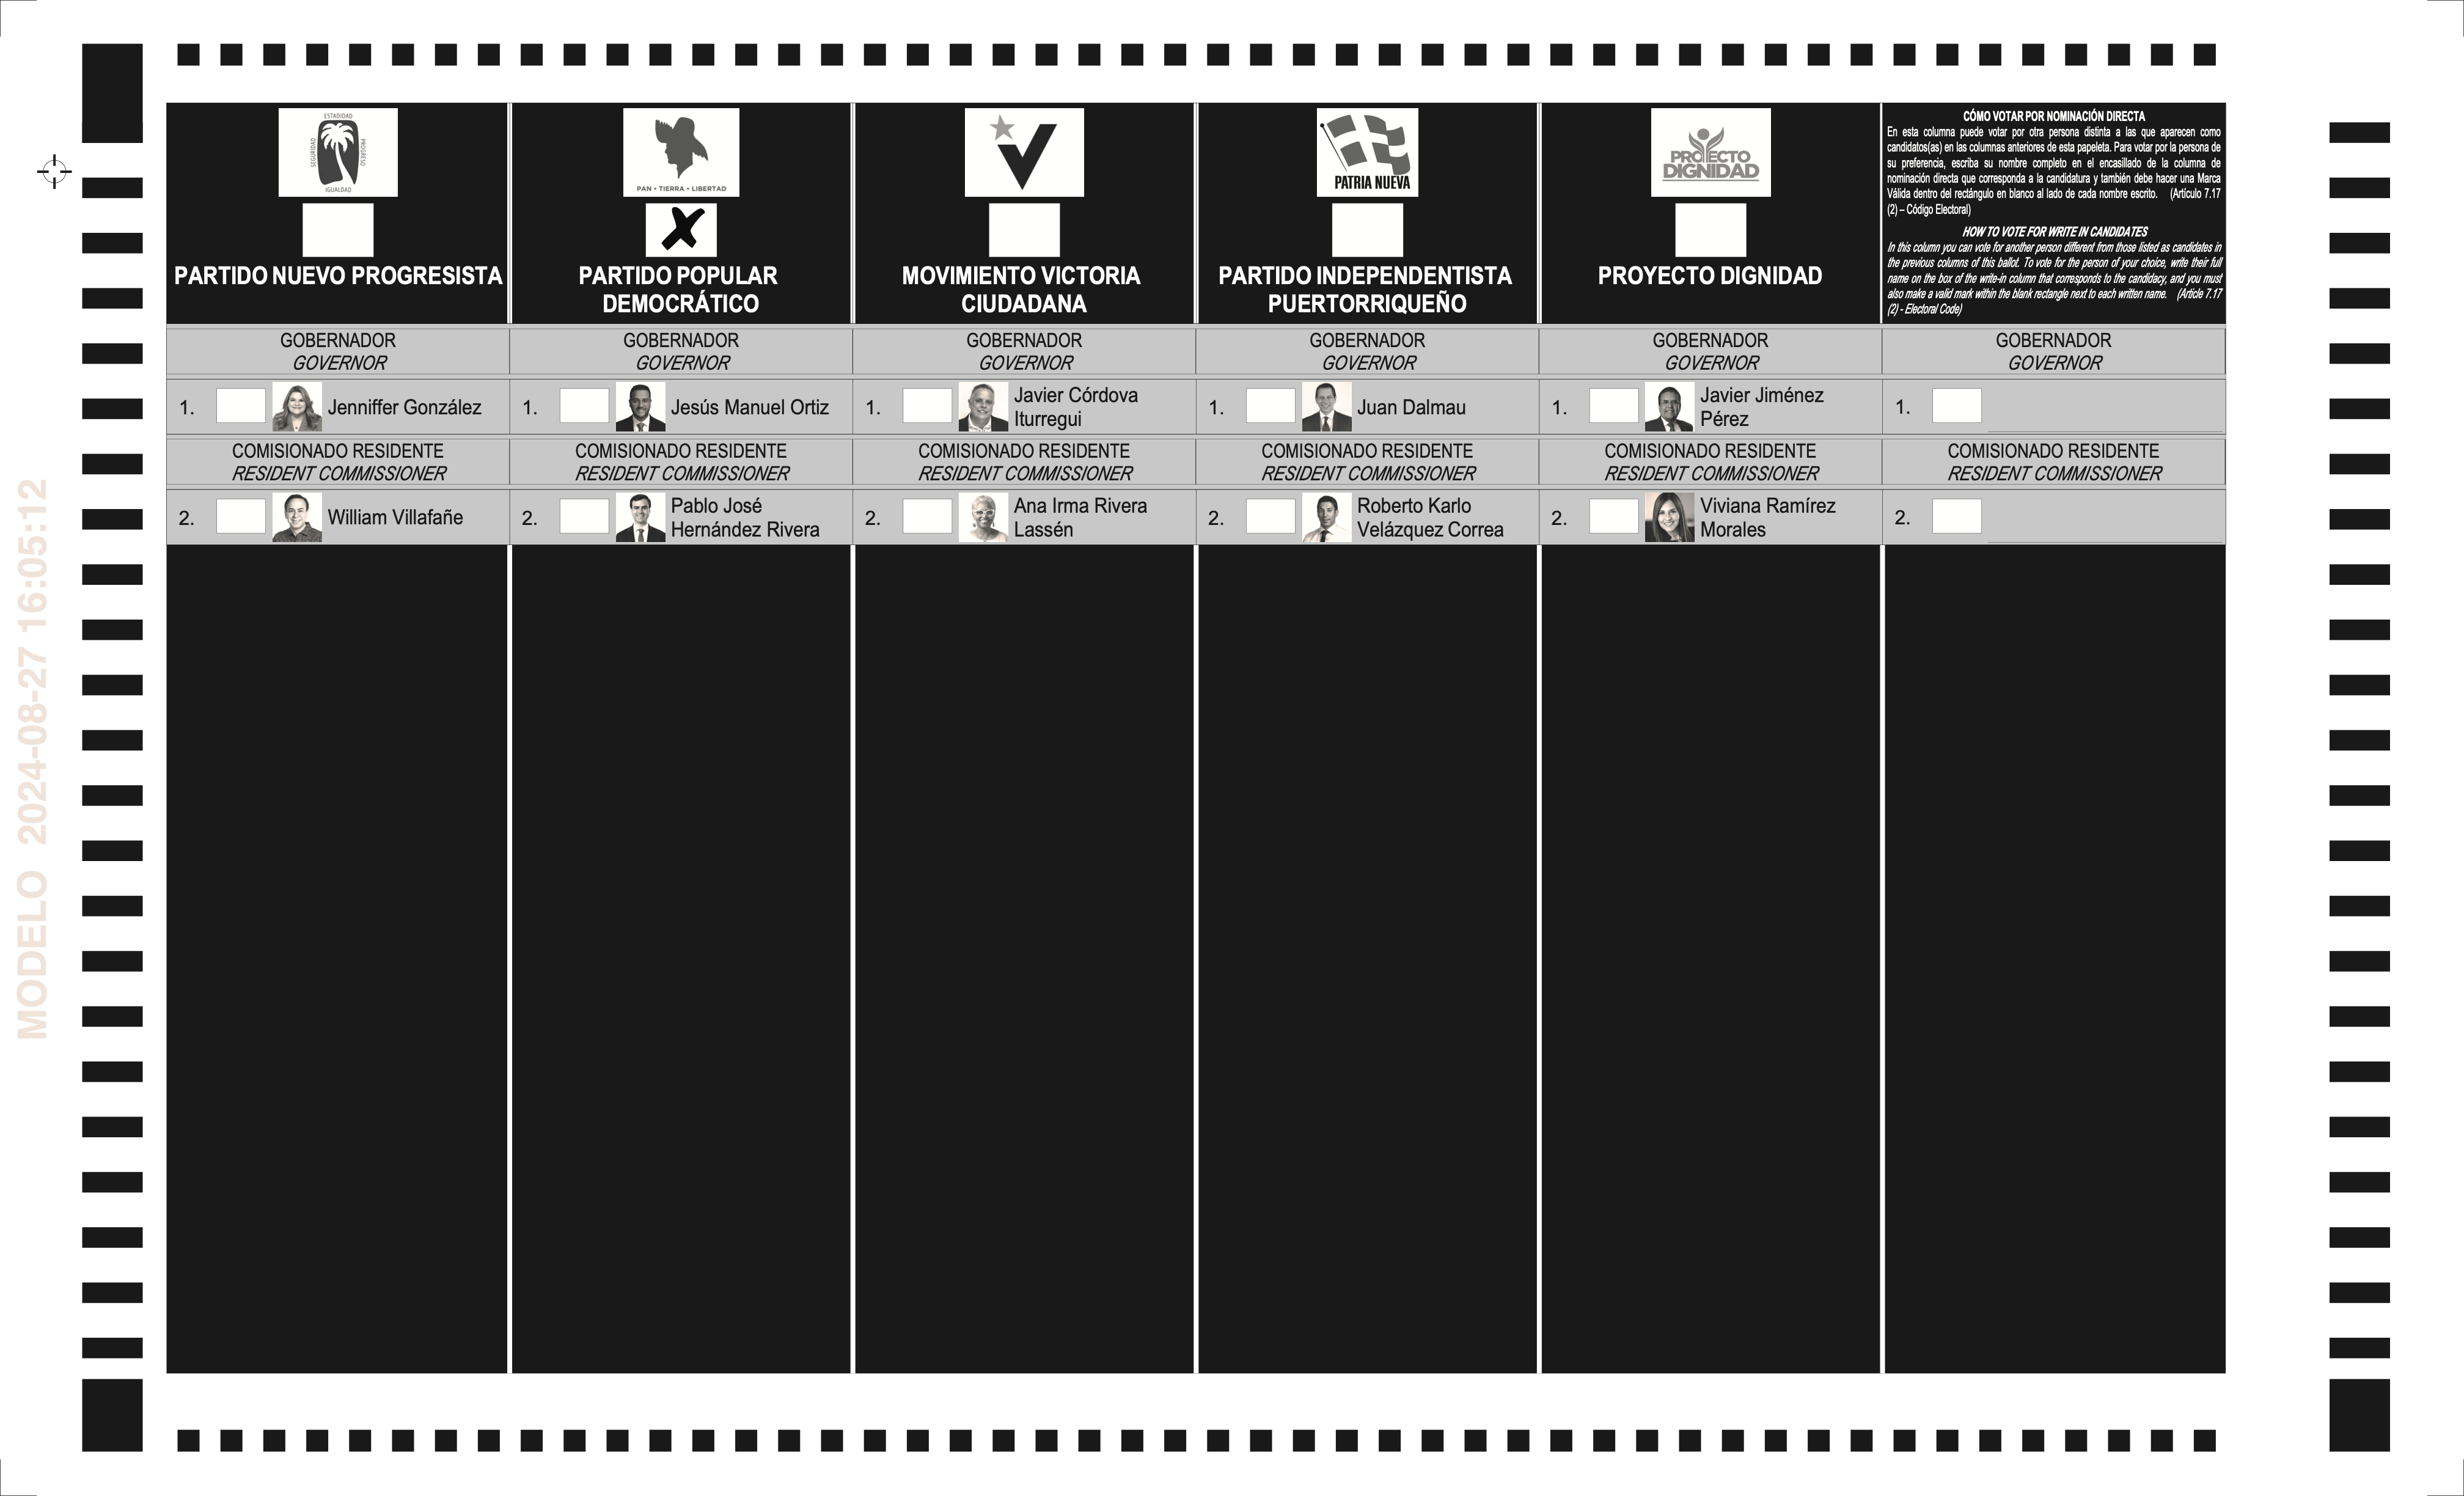 ESTADIDAD
SEGURIDAD
PROGRESO
IGUALDAD
PARTIDO NUEVO PROGRESISTA
PAN • TIERRA • LIBERTAD
PARTIDO POPULAR
DEMOCRÁTICO
MOVIMIENTO VICTORIA
CIUDADANA
PATRIA NUEVA
PARTIDO INDEPENDENTISTA
PUERTORRIQUEÑO
PROYECTO
DIGNIDAD
PROYECTO DIGNIDAD
CÓMO VOTAR POR NOMINACIÓN DIRECTA
En esta columna puede votar por otra persona distinta a las que aparecen como
candidatos(as) en las columnas anteriores de esta papeleta. Para votar por la persona de
su preferencia, escriba su nombre completo en el encasillado de la columna de
nominación directa que corresponda a la candidatura y también debe hacer una Marca
Válida dentro del rectángulo en blanco al lado de cada nombre escrito. (Artículo 7.17
(2) – Código Electoral)
HOW TO VOTE FOR WRITE IN CANDIDATES
In this column you can vote for another person different from those listed as candidates in
the previous columns of this ballot. To vote for the person of your choice, write their full
name on the box of the write-in column that corresponds to the candidacy, and you must
also make a valid mark within the blank rectangle next to each written name. (Article 7.17
(2) - Electoral Code)
GOBERNADOR
GOVERNOR
GOBERNADOR
GOVERNOR
GOBERNADOR
GOVERNOR
GOBERNADOR
GOVERNOR
GOBERNADOR
GOVERNOR
GOBERNADOR
GOVERNOR
1. Jenniffer González
1. Jesús Manuel Ortiz
1. Javier Córdova
Iturregui
1. Juan Dalmau
1. Javier Jiménez
Pérez
1.
COMISIONADO RESIDENTE
RESIDENT COMMISSIONER
COMISIONADO RESIDENTE
RESIDENT COMMISSIONER
COMISIONADO RESIDENTE
RESIDENT COMMISSIONER
COMISIONADO RESIDENTE
RESIDENT COMMISSIONER
COMISIONADO RESIDENTE
RESIDENT COMMISSIONER
COMISIONADO RESIDENTE
RESIDENT COMMISSIONER
2. William Villafañe
2. Pablo José
Hernández Rivera
2. Ana Irma Rivera
Lassén
2. Roberto Karlo
Velázquez Correa
2. Viviana Ramírez
Morales
2.
MODELO 2024-08-27 16:05:12